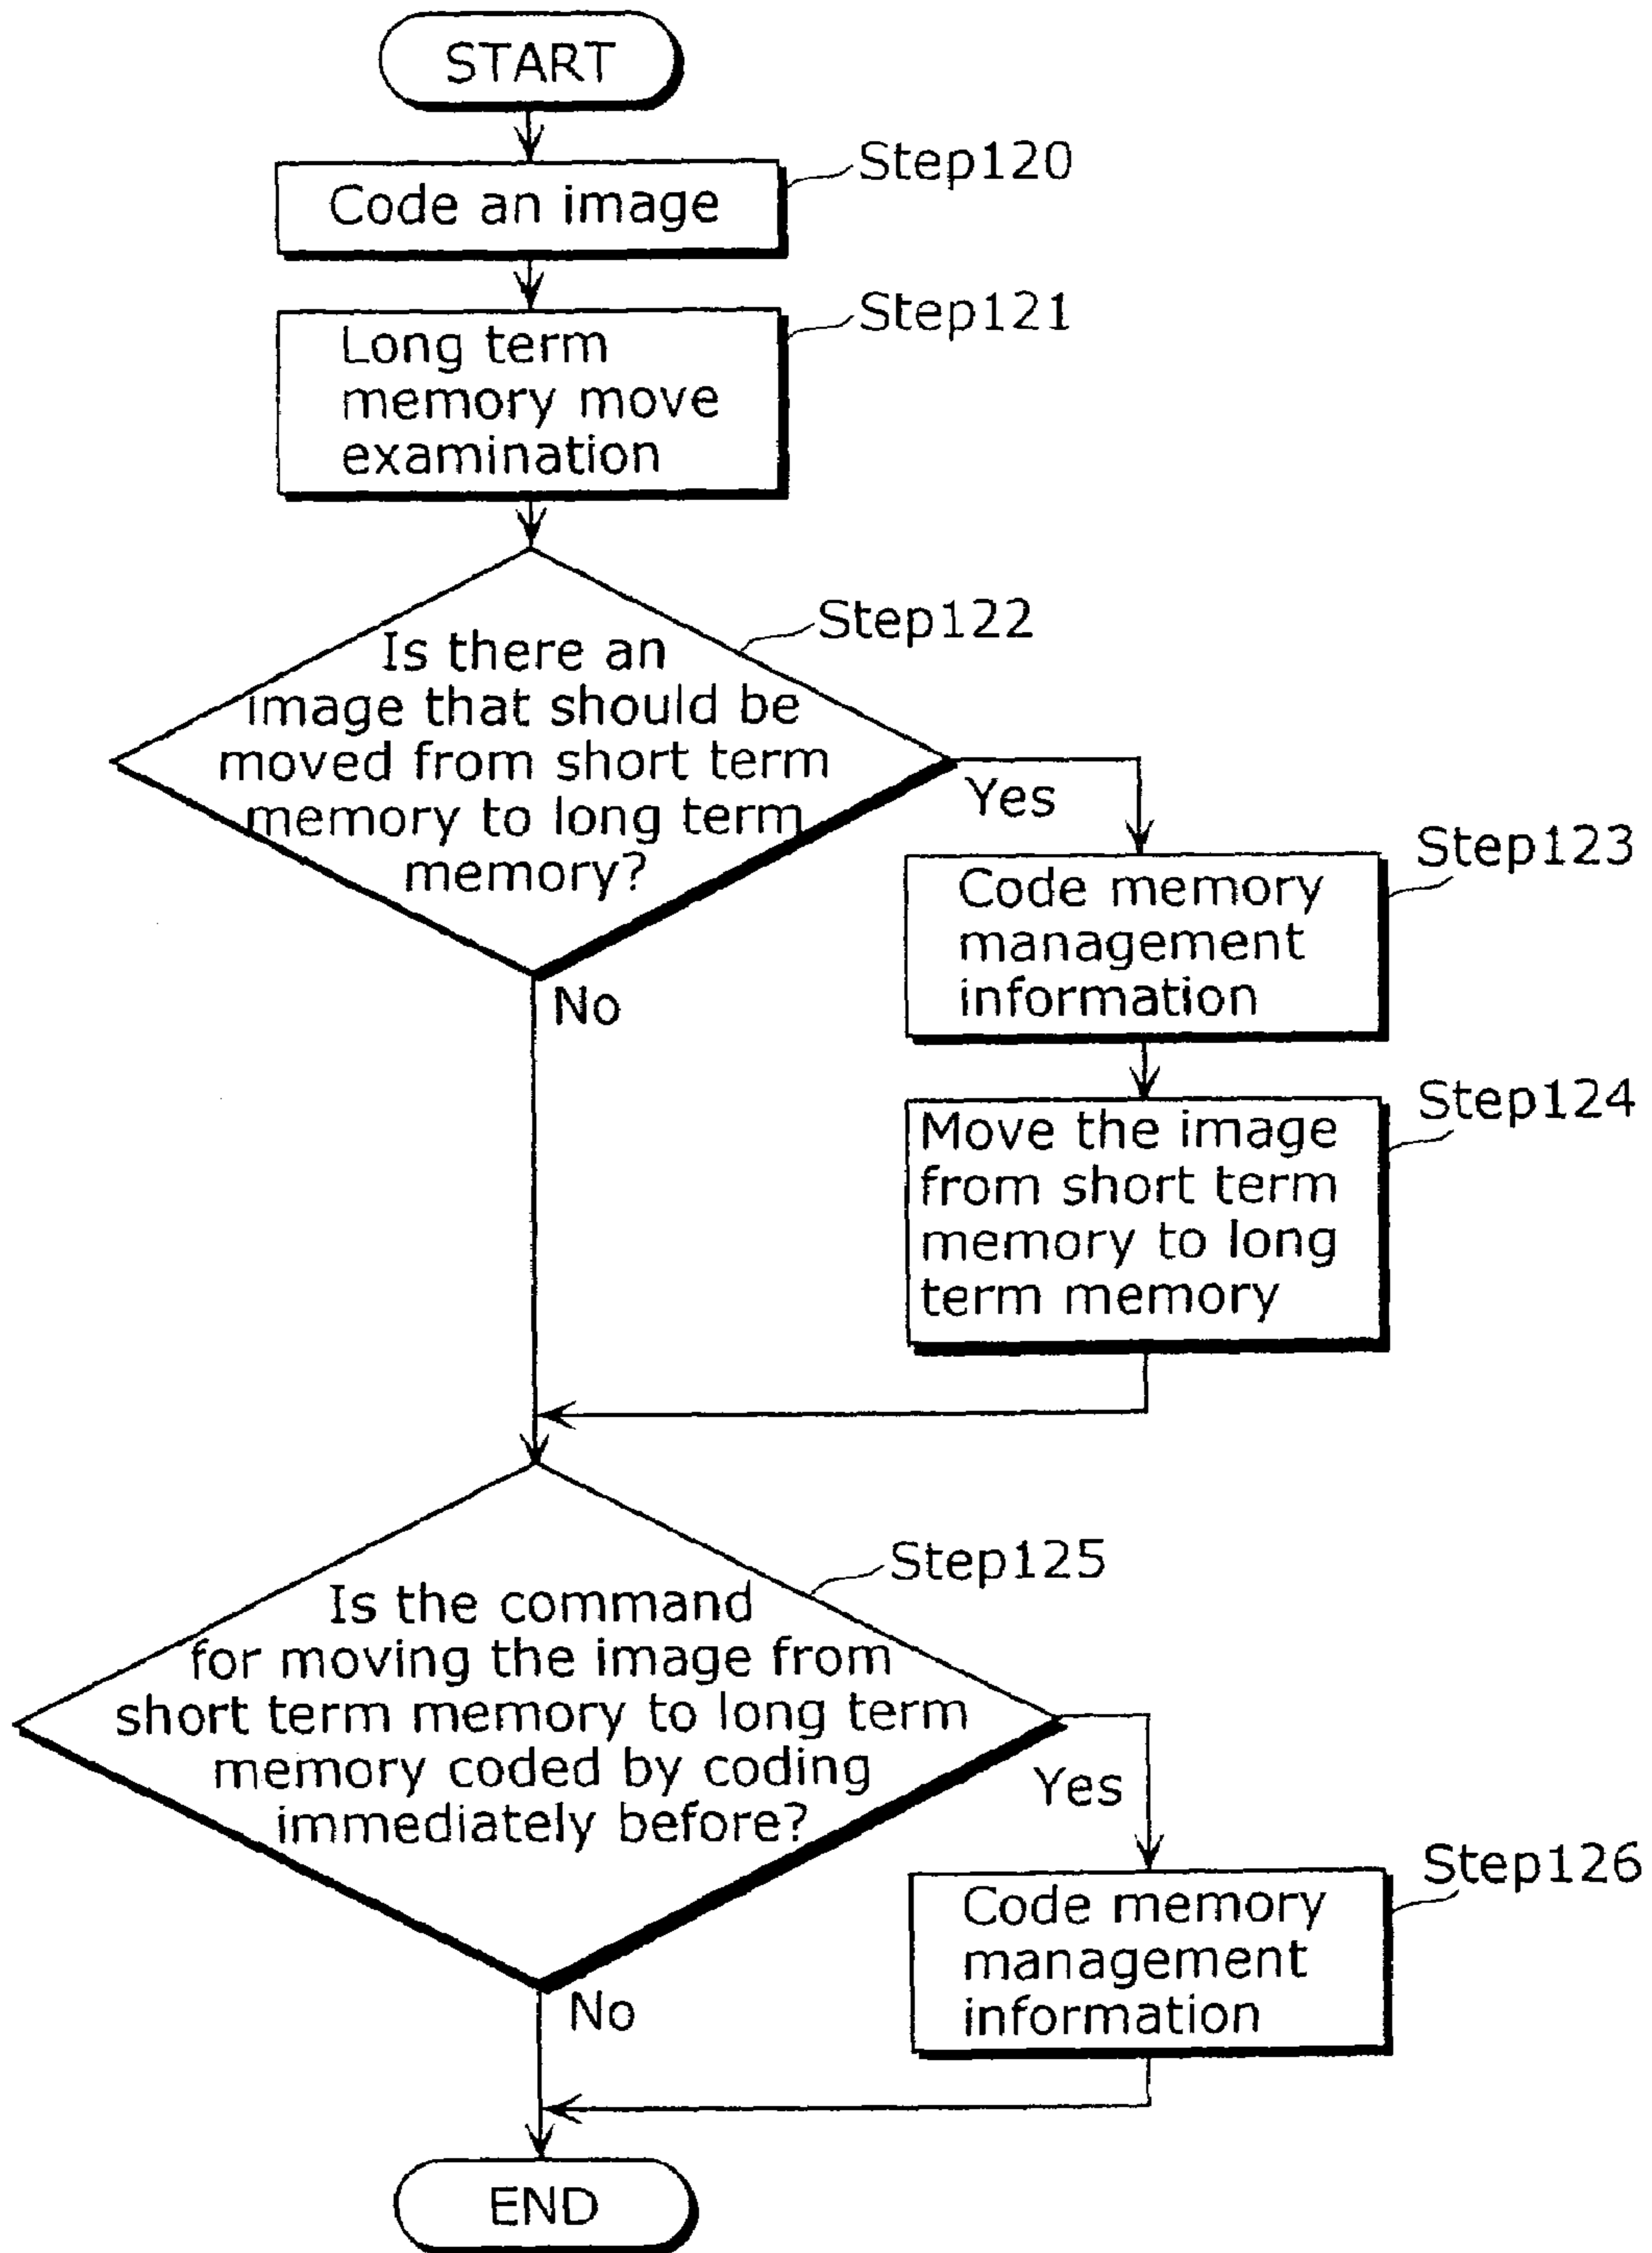 START
Step120
Code an image
Step121
Long term
memory move
examination
Step122
Is there an
image that should be
moved from short term
memory to long term
memory?
Yes
No
Step123
Code memory
management
information
Step124
Move the image
from short term
memory to long
term memory
Step125
Is the command
for moving the image from
short term memory to long term
memory coded by coding
immediately before?
Yes
No
Step126
Code memory
management
information
END